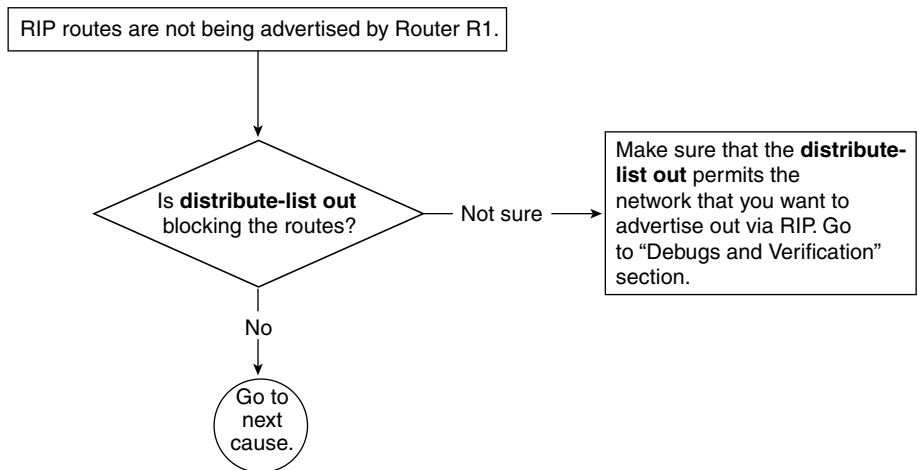 RIP routes are not being advertised by Router R1.
Is distribute-list out
blocking the routes?
Not sure
Make sure that the distribute-
list out permits the
network that you want to
advertise out via RIP. Go
to “Debugs and Verification”
section.
No
Go to
next
cause.